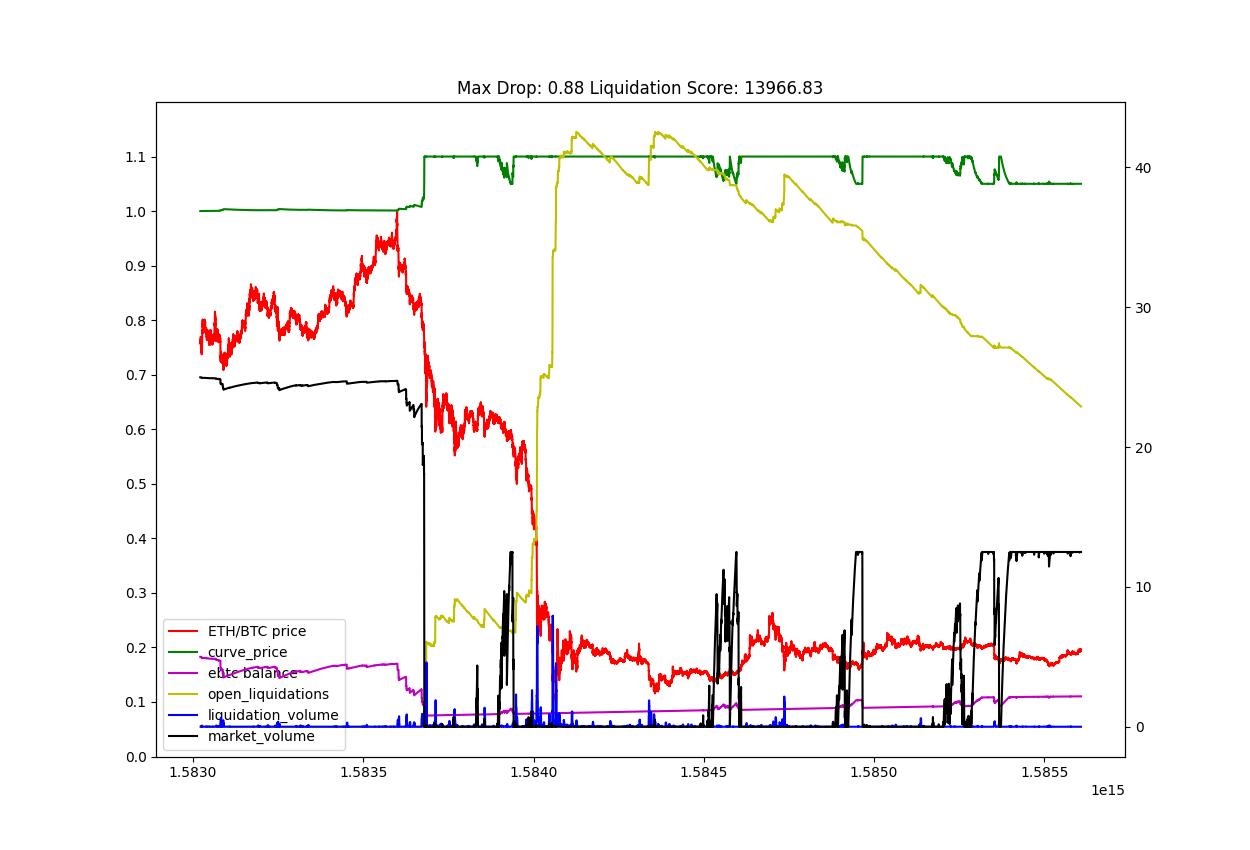 Max Drop: 0.88 Liquidation Score: 13966.83
1.1
1.0
0.9
0.8
0.7
0.6
0.5
0.4
0.3
0.2
0.1
0.0
40
30
20
10
0
ETH/BTC price
curve_price
ebtc balance
open_liquidations
liquidation_volume
market_volume
1.5830 1.5835 1.5840 1.5845 1.5850 1.5855
1e15